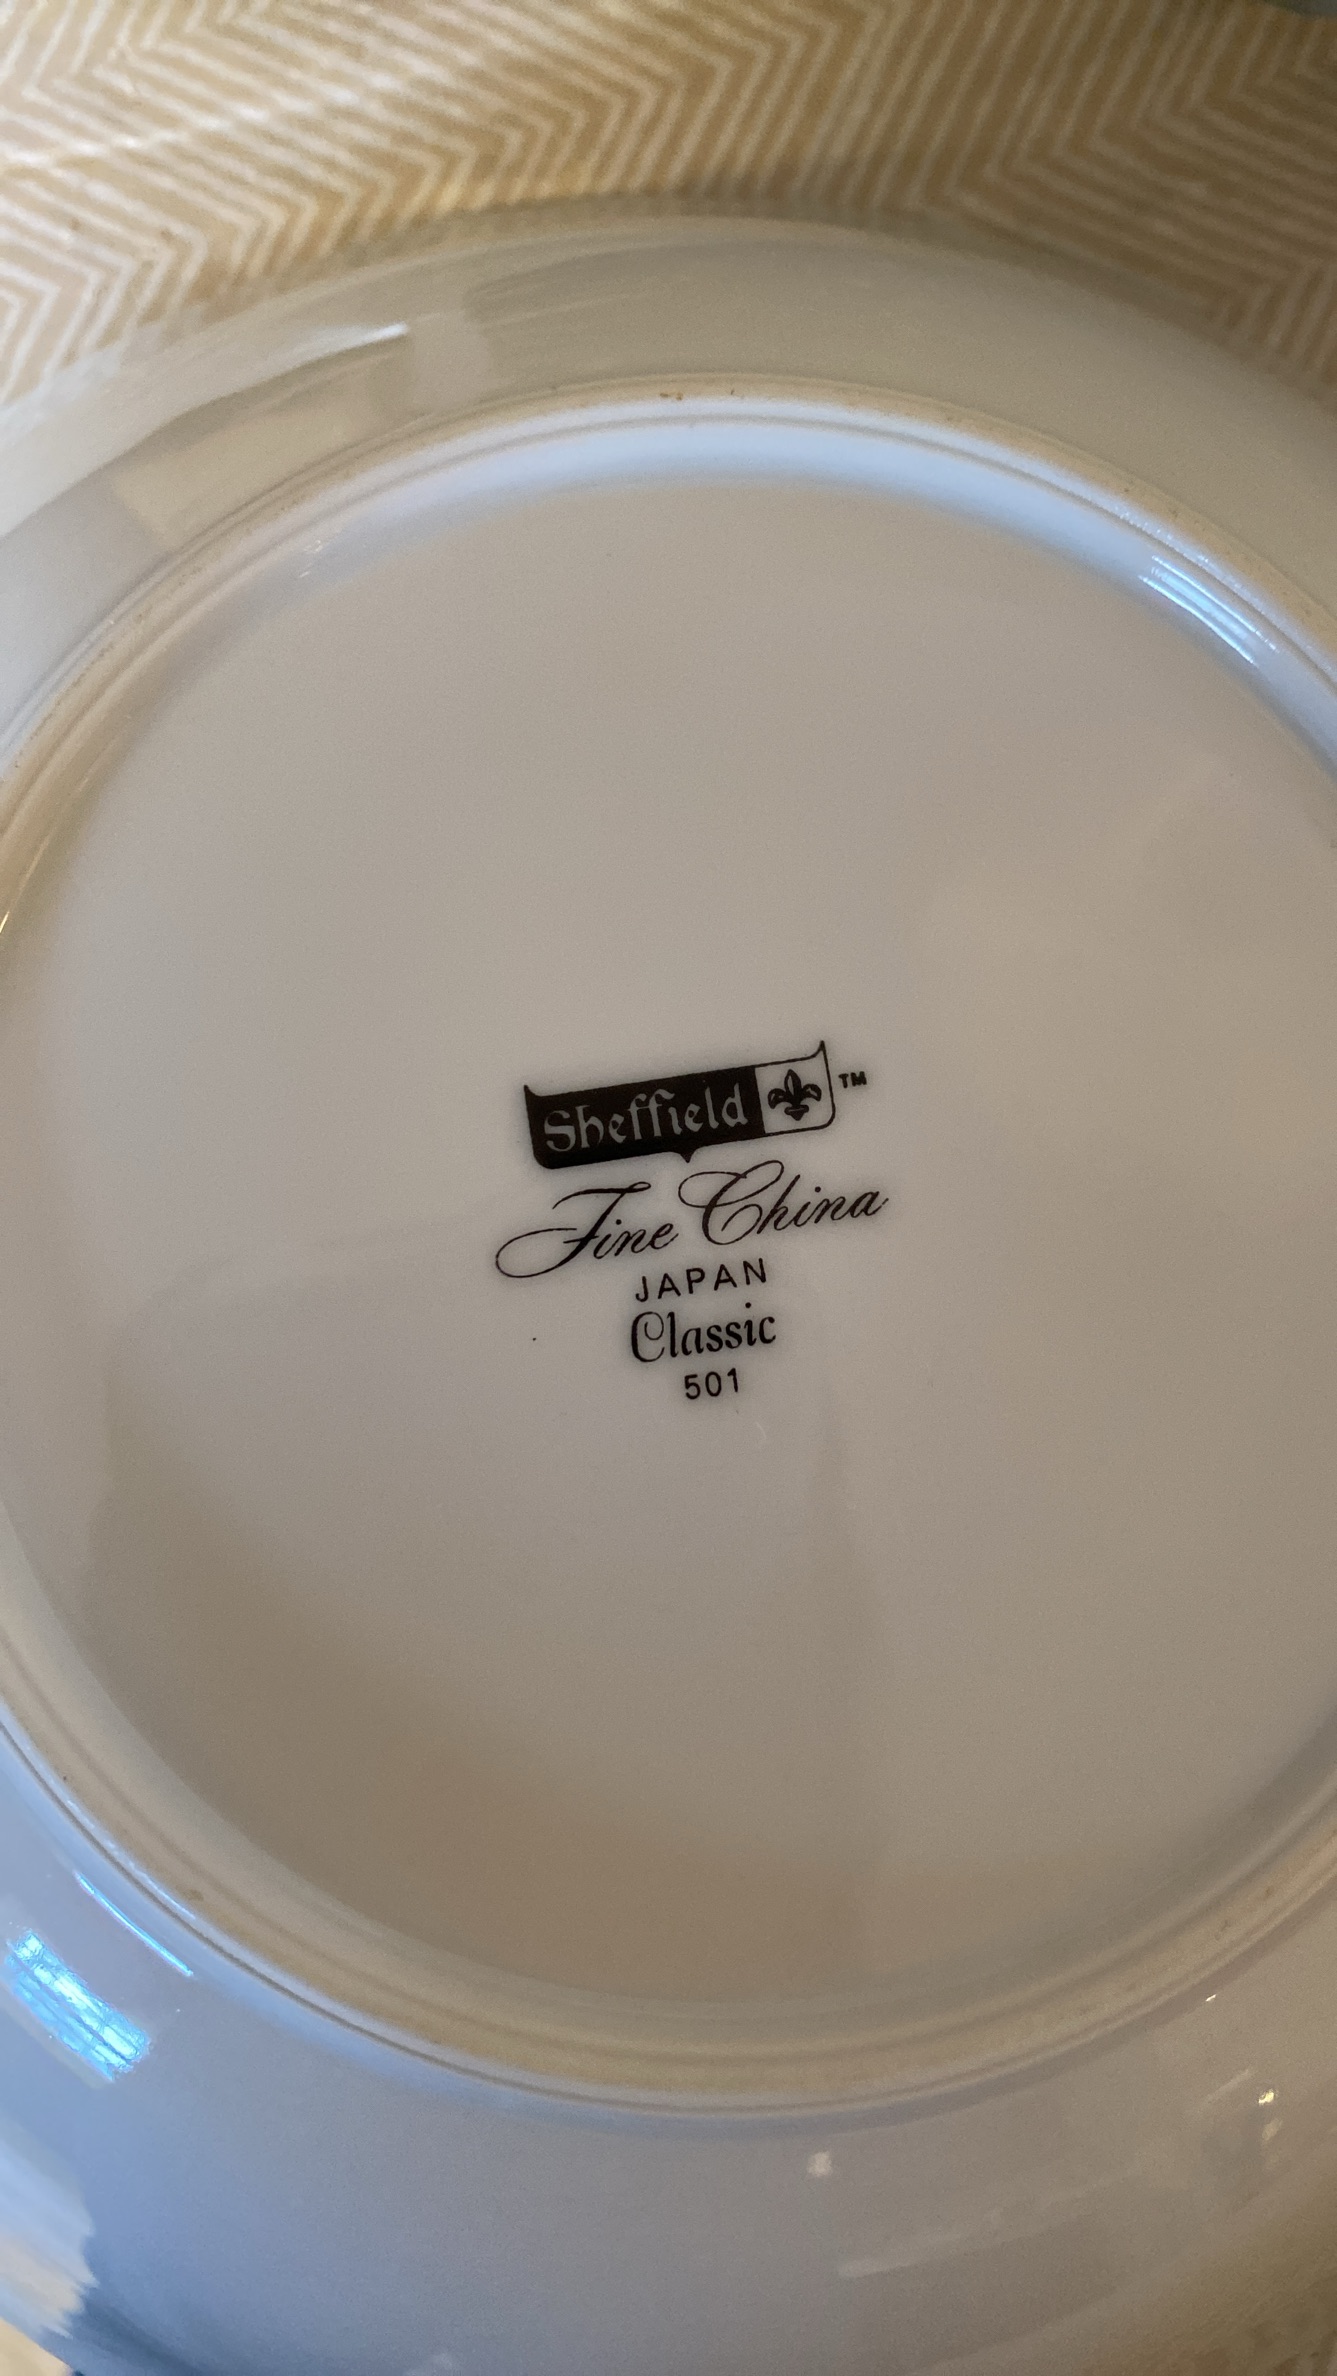 Sheffield TM
Fine China
JAPAN
Classic
501